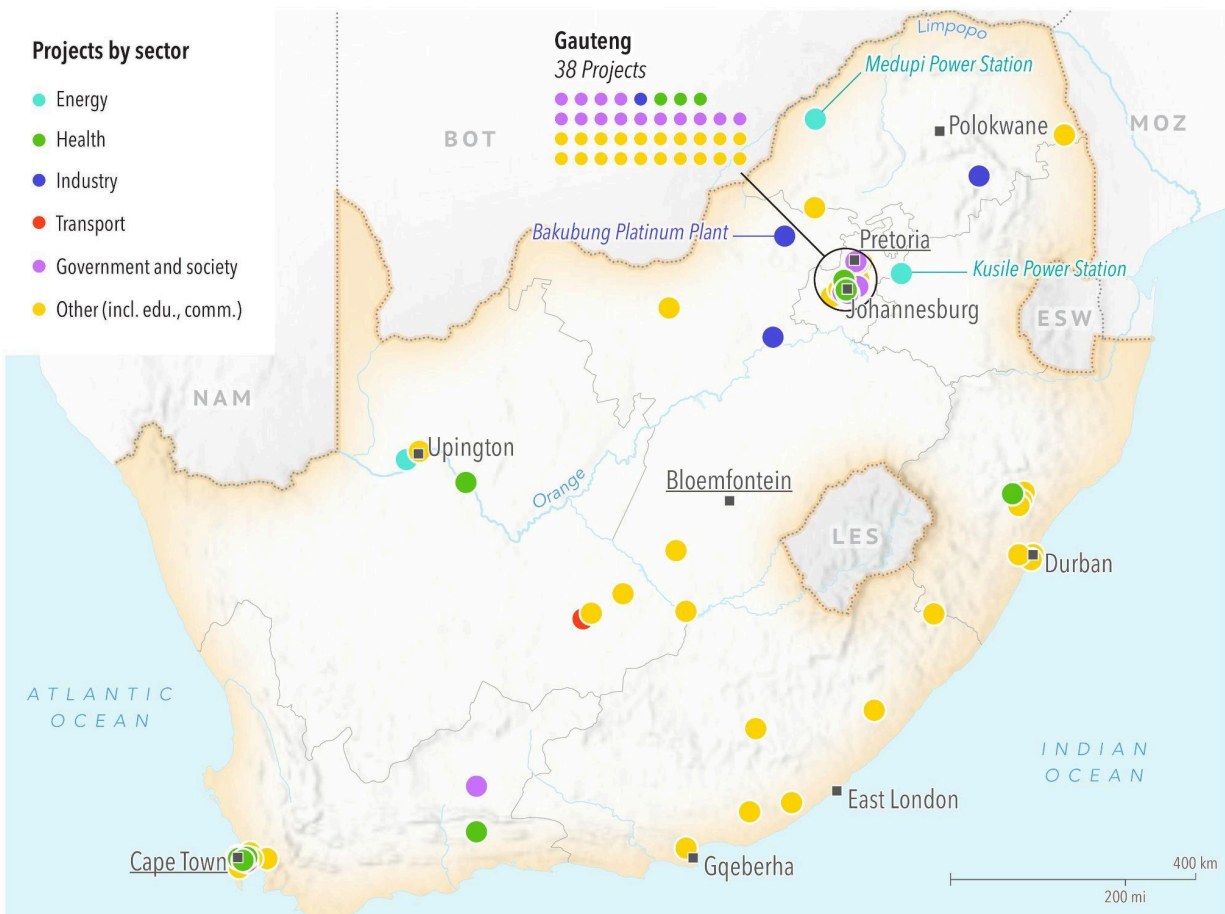 Projects by sector
Energy
Health
Industry
Transport
Government and society
Other (incl. edu., comm.)
Gauteng
38 Projects
Limpopo
Medupi Power Station
BOT
Polokwane
MOZ
Bakubung Platinum Plant
Pretoria
Kusile Power Station
Johannesburg
ESW
NAM
Upington
Orange
Bloemfontein
LES
Durban
ATLANTIC
OCEAN
INDIAN
OCEAN
East London
Cape Town
Gqeberha
400 km
200 mi